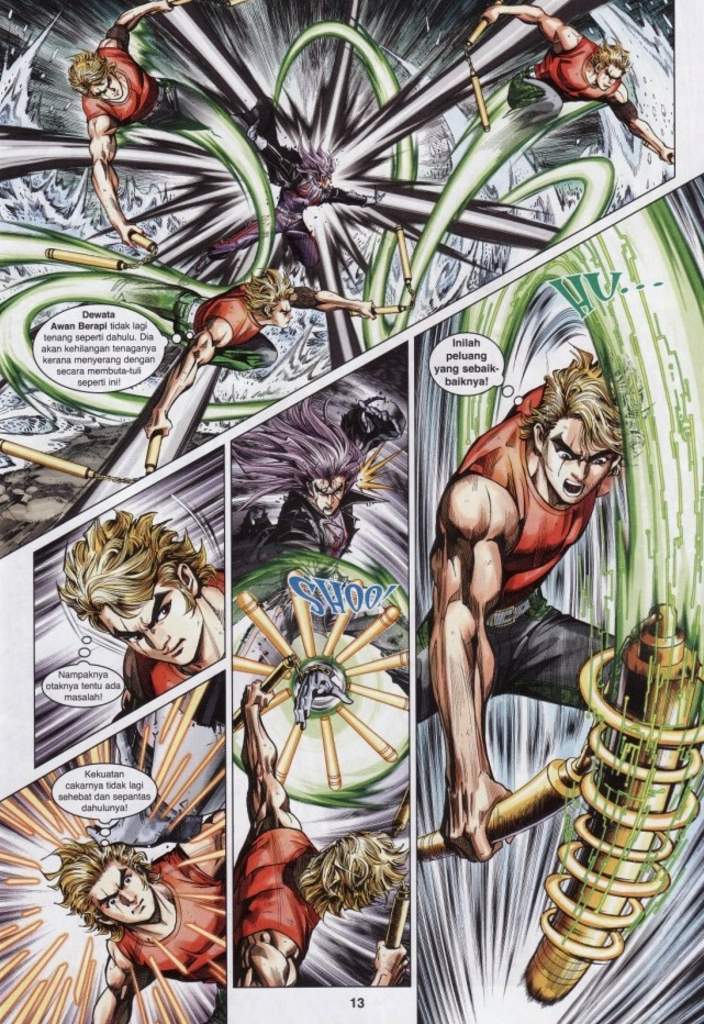 Dewata
Awan Berapi tidak lagi
tenang seperti dahulu. Dia
akan kehilangan tenaganya
kerana menyerang dengan
secara membuta-tuli
seperti ini!
Nampaknya
otaknya tentu ada
masalah!
Kekuatan
cakarnya tidak lagi
sehebat dan sepantas
dahulunya!
SHOO!
Inilah
peluang
yang sebaik-
baiknya!
HU...
13